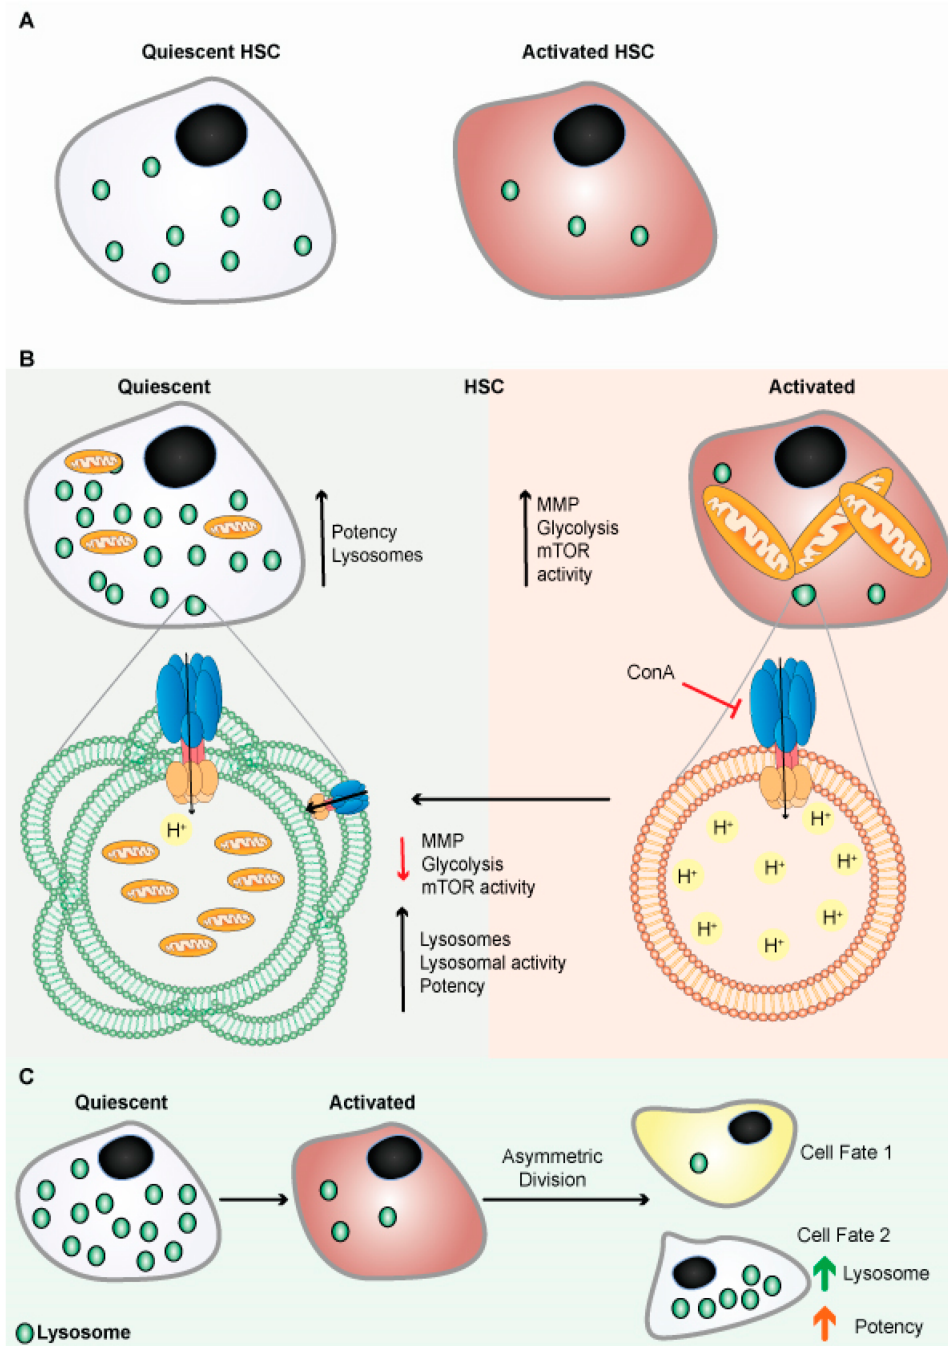 A
Quiescent HSC
Activated HSC
B
Quiescent
HSC
Activated
Potency
Lysosomes
MMP
Glycolysis
mTOR
activity
ConA
H+
MMP
Glycolysis
mTOR activity
Lysosomes
Lysosomal activity
Potency
H+
H+
H+
H+
H+
H+
H+
H+
C
Quiescent
Activated
Asymmetric
Division
Cell Fate 1
Cell Fate 2
Lysosome
Potency
Lysosome